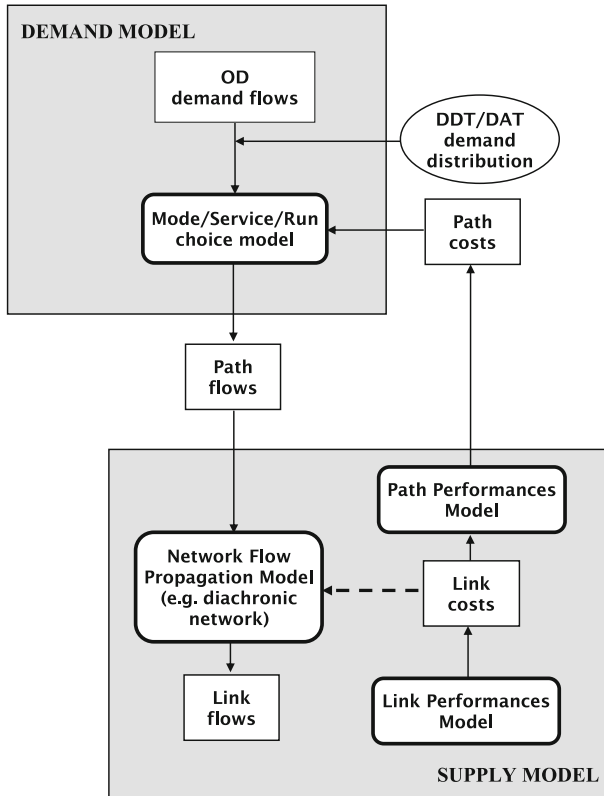 DEMAND MODEL
OD
demand flows
DDT/DAT
demand
distribution
Mode/Service/Run
choice model
Path
costs
Path
flows
Path Performances
Model
Network Flow
Propagation Model
(e.g. diachronic
network)
Link
costs
Link
flows
Link Performances
Model
SUPPLY MODEL